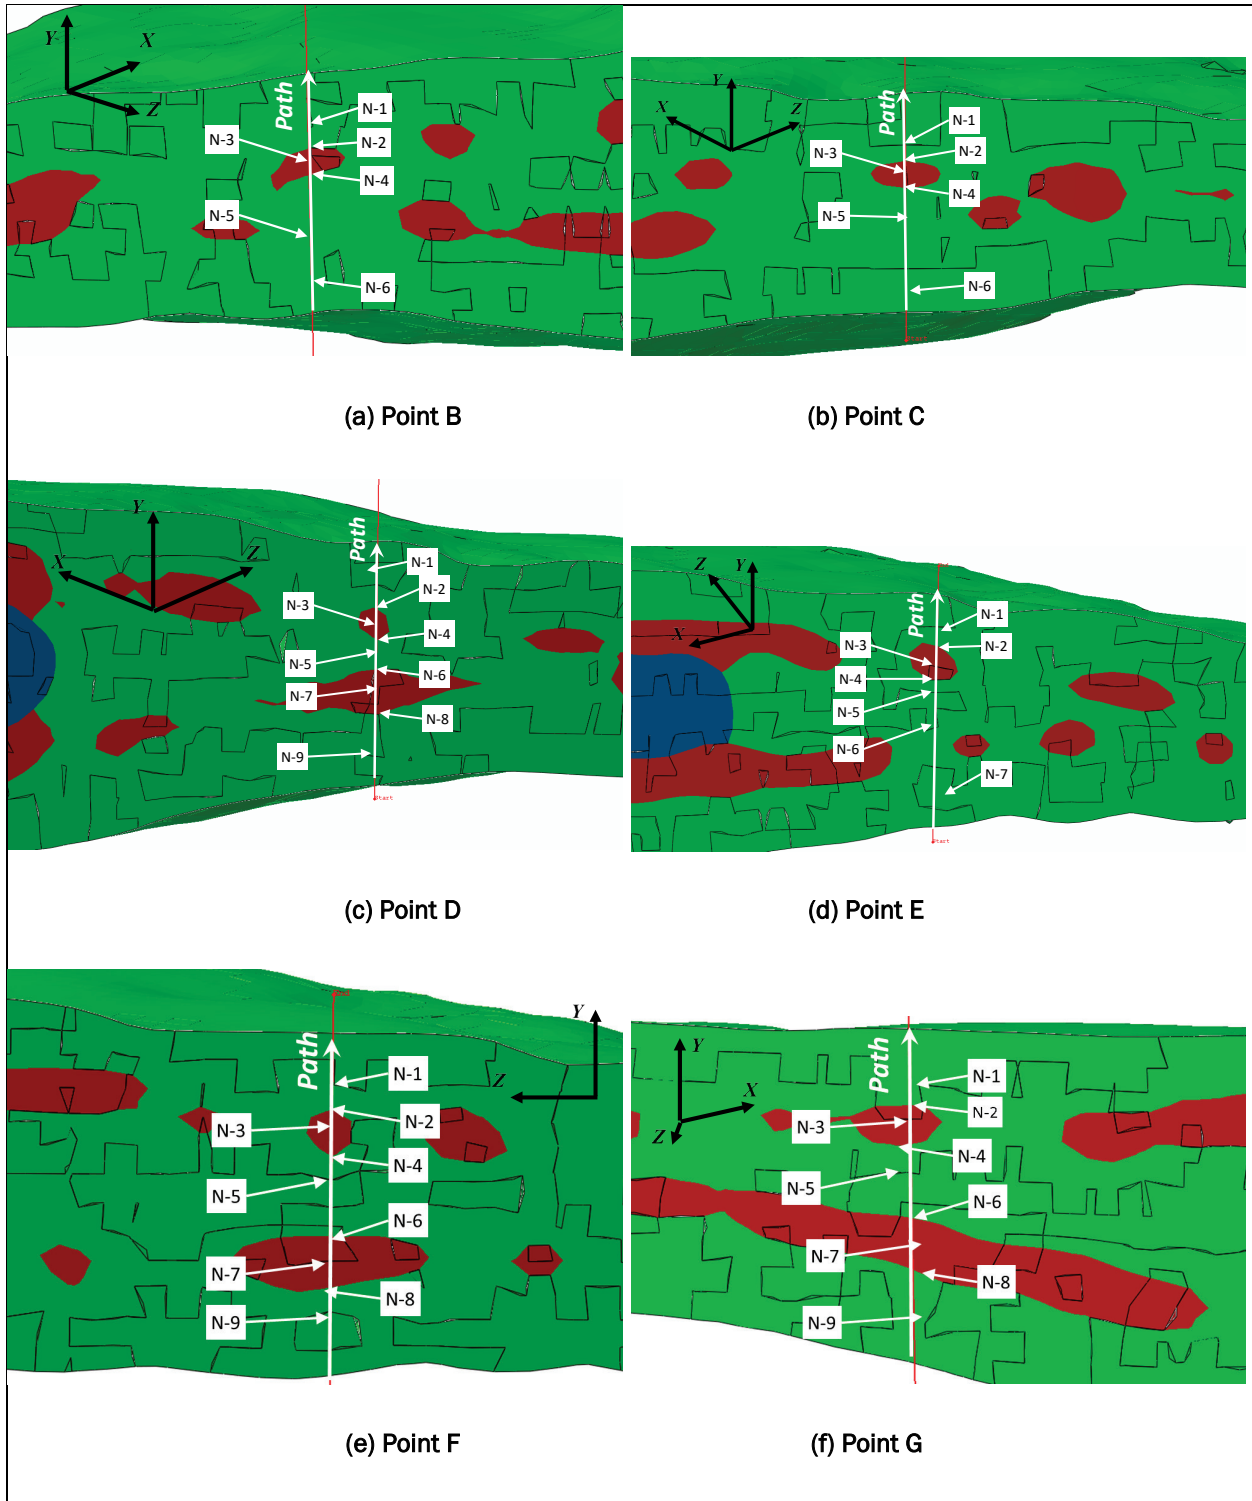 Y
X
Z
Path
N-1
N-2
N-3
N-4
N-5
N-6
(a) Point B
Y
X
Z
Path
N-1
N-2
N-3
N-4
N-5
N-6
Start
(b) Point C
Y
X
Z
Path
N-1
N-2
N-3
N-4
N-5
N-6
N-7
N-8
N-9
Start
(c) Point D
Z
Y
X
Path
N-1
N-2
N-3
N-4
N-5
N-6
N-7
Start
(d) Point E
Y
Z
Path
N-1
N-2
N-3
N-4
N-5
N-6
N-7
N-8
N-9
(e) Point F
Y
X
Z
Path
N-1
N-2
N-3
N-4
N-5
N-6
N-7
N-8
N-9
(f) Point G